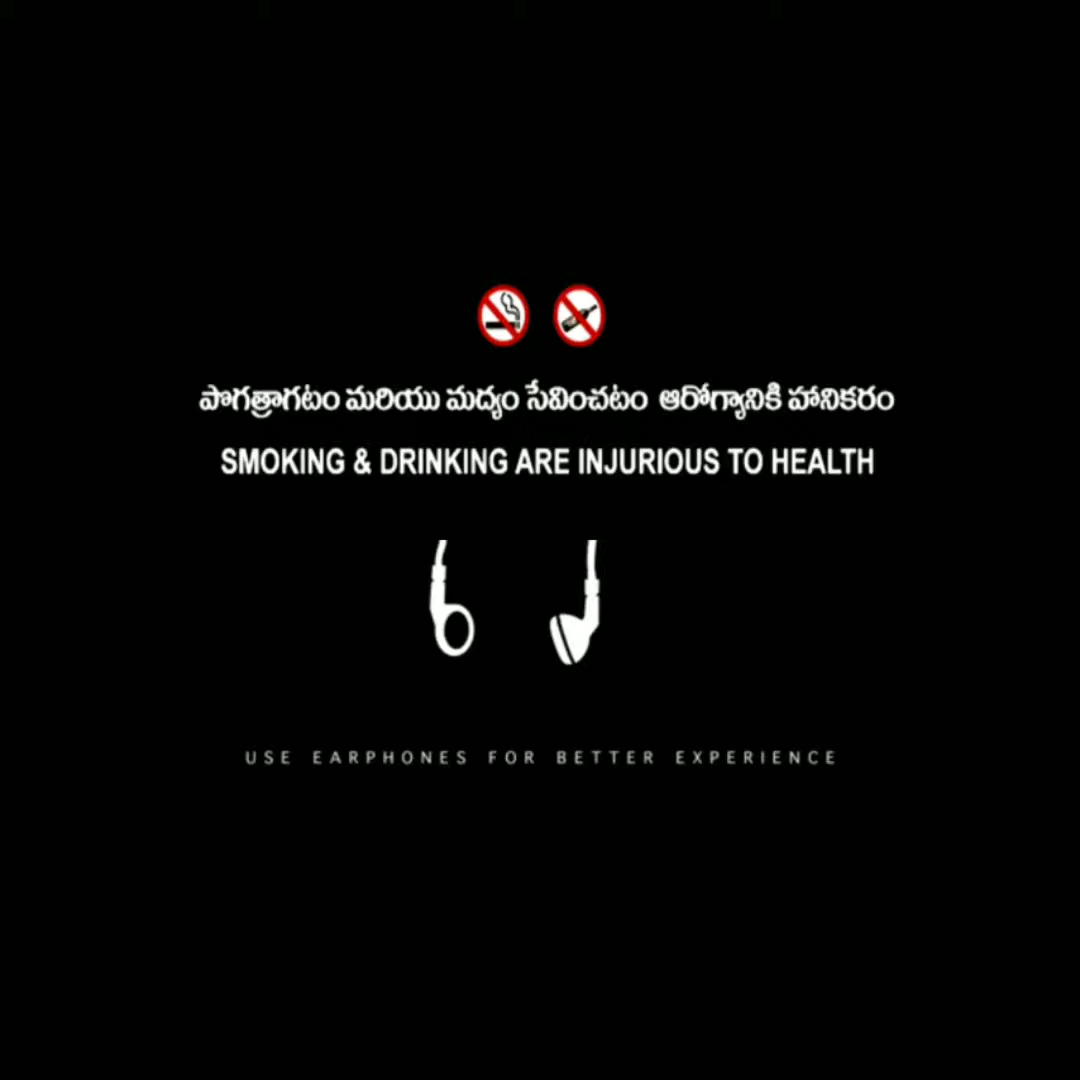 పొగత్రాగటం మరియు మద్యం సేవించటం ఆరోగ్యానికి హానికరం
SMOKING & DRINKING ARE INJURIOUS TO HEALTH
USE EARPHONES FOR BETTER EXPERIENCE